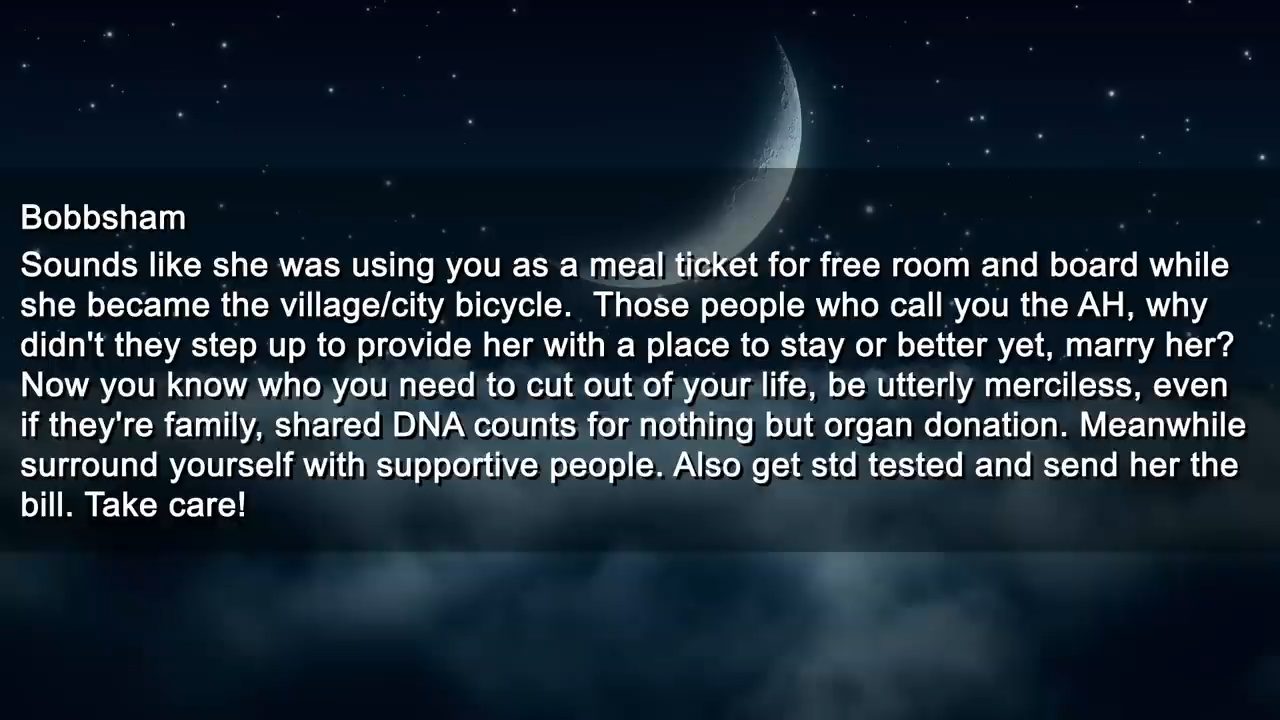 Bobbsham
Sounds like she was using you as a meal ticket for free room and board while
she became the village/city bicycle.  Those people who call you the AH, why
didn't they step up to provide her with a place to stay or better yet, marry her?
Now you know who you need to cut out of your life, be utterly merciless, even
if they're family, shared DNA counts for nothing but organ donation. Meanwhile
surround yourself with supportive people. Also get std tested and send her the
bill. Take care!